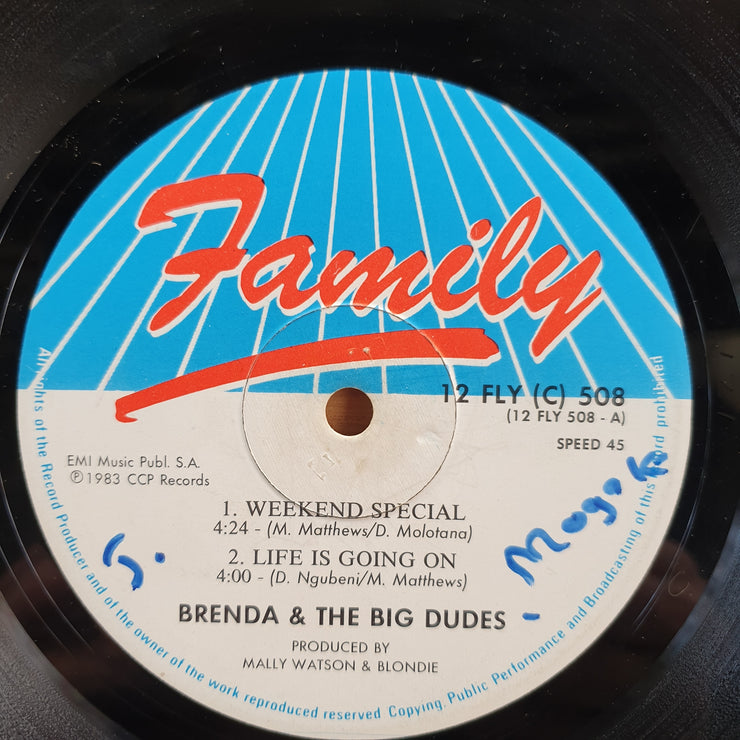 Family
12 FLY (C) 508
(12 FLY 508 - A)
SPEED 45
EMI Music Publ. S.A.
℗ 1983 CCP Records
1. WEEKEND SPECIAL
4:24 - (M. Matthews/D. Molotana)
2. LIFE IS GOING ON
4:00 - (D. Ngubeni/M. Matthews)
BRENDA & THE BIG DUDES
PRODUCED BY
MALLY WATSON & BLONDIE
All rights of the Record Producer and of the owner of the work reproduced reserved Copying, Public Performance and Broadcasting of this record prohibited